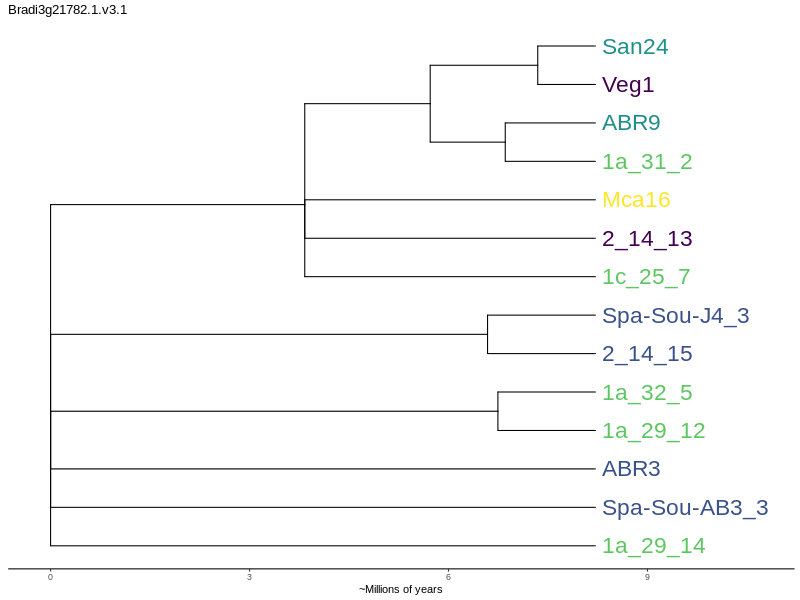 Bradi3g21782.1.v3.1
San24
Veg1
ABR9
1a_31_2
Mca16
2_14_13
1c_25_7
Spa-Sou-J4_3
2_14_15
1a_32_5
1a_29_12
ABR3
Spa-Sou-AB3_3
1a_29_14
0 3 6 9
~Millions of years